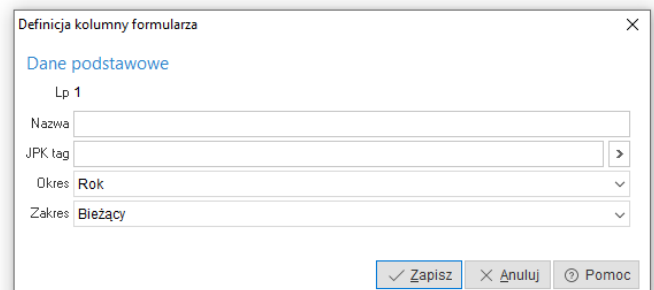 Definicja kolumny formularza
Dane podstawowe
Lp 1
Nazwa
JPK tag
Okres Rok
Zakres Bieżący
Zapisz Anuluj Pomoc